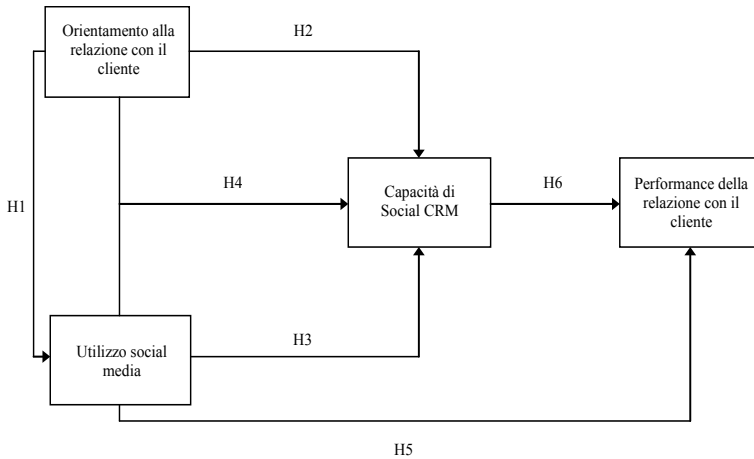 Orientamento alla
relazione con il
cliente
H2
H1
H4
Capacità di
Social CRM
H6
Performance della
relazione con il
cliente
Utilizzo social
media
H3
H5